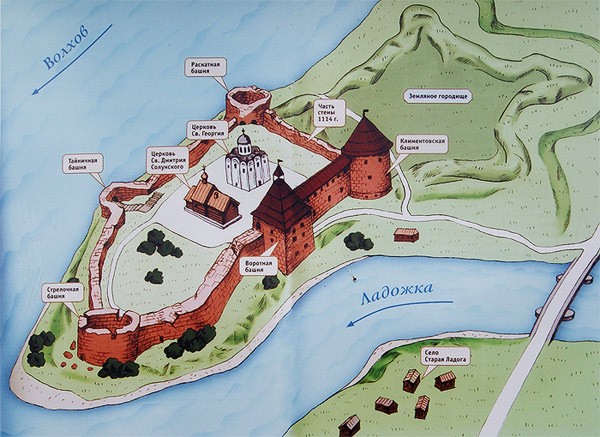 Волхов
Раскатная
башня
Земляное городище
Часть
стены
1114 г.
Церковь
Св. Георгия
Климентовская
башня
Церковь
Св. Дмитрия
Солунского
Тайничная
башня
Воротная
башня
Стрелочная
башня
Ладожка
Село
Старая Ладога